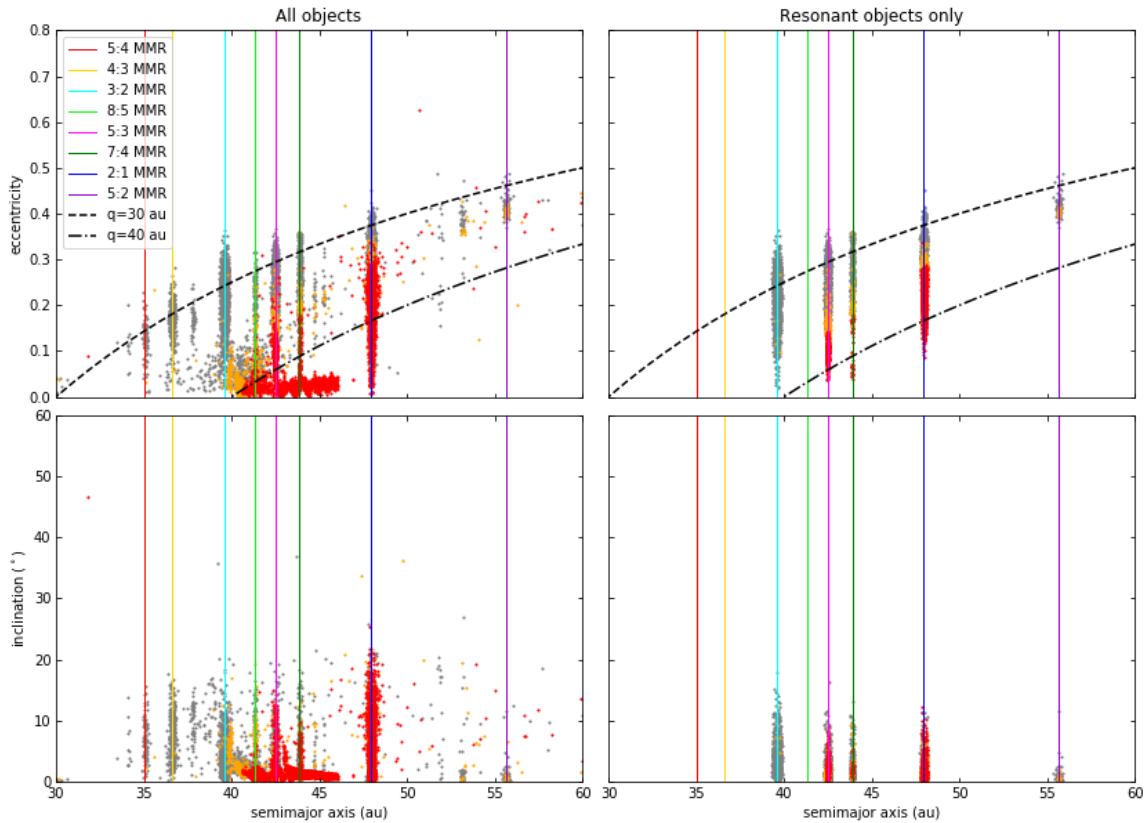 All objects
Resonant objects only
0.8
0.7
0.6
0.5
0.4
0.3
0.2
0.1
0.0
eccentricity
5:4 MMR
4:3 MMR
3:2 MMR
8:5 MMR
5:3 MMR
7:4 MMR
2:1 MMR
5:2 MMR
q=30 au
q=40 au
60
50
40
30
20
10
0
inclination (°)
30 35 40 45 50 55 60
30 35 40 45 50 55 60
semimajor axis (au)
semimajor axis (au)